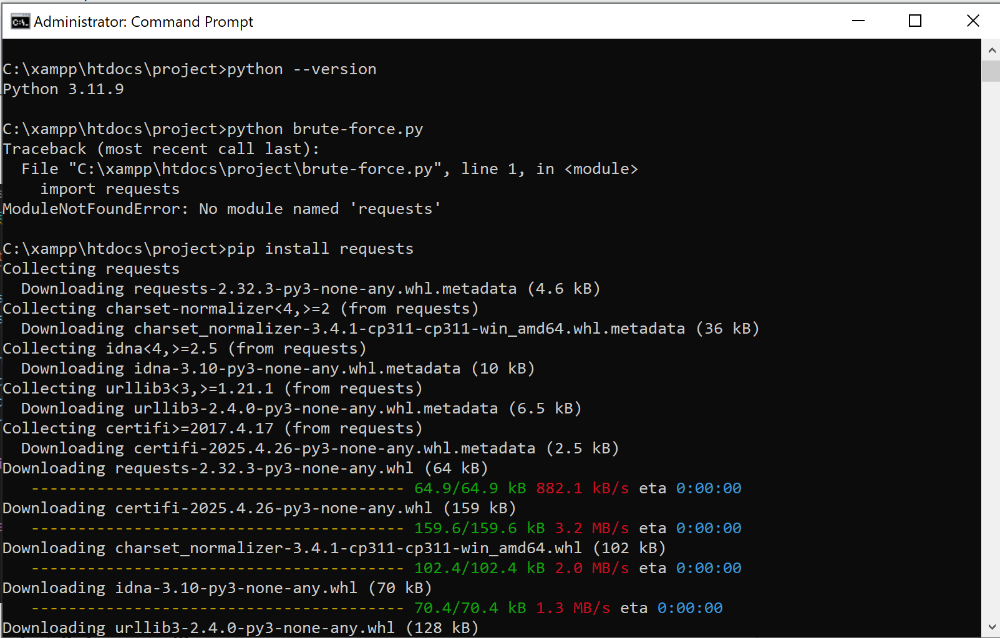 Administrator: Command Prompt
C:\xampp\htdocs\project>python --version
Python 3.11.9
C:\xampp\htdocs\project>python brute-force.py
Traceback (most recent call last):
  File "C:\xampp\htdocs\project\brute-force.py", line 1, in <module>
    import requests
ModuleNotFoundError: No module named 'requests'
C:\xampp\htdocs\project>pip install requests
Collecting requests
  Downloading requests-2.32.3-py3-none-any.whl.metadata (4.6 kB)
Collecting charset-normalizer<4,>=2 (from requests)
  Downloading charset_normalizer-3.4.1-cp311-cp311-win_amd64.whl.metadata (36 kB)
Collecting idna<4,>=2.5 (from requests)
  Downloading idna-3.10-py3-none-any.whl.metadata (10 kB)
Collecting urllib3<3,>=1.21.1 (from requests)
  Downloading urllib3-2.4.0-py3-none-any.whl.metadata (6.5 kB)
Collecting certifi>=2017.4.17 (from requests)
  Downloading certifi-2025.4.26-py3-none-any.whl.metadata (2.5 kB)
Downloading requests-2.32.3-py3-none-any.whl (64 kB)
   ---------------------------------------- 64.9/64.9 kB 882.1 kB/s eta 0:00:00
Downloading certifi-2025.4.26-py3-none-any.whl (159 kB)
   ---------------------------------------- 159.6/159.6 kB 3.2 MB/s eta 0:00:00
Downloading charset_normalizer-3.4.1-cp311-cp311-win_amd64.whl (102 kB)
   ---------------------------------------- 102.4/102.4 kB 2.0 MB/s eta 0:00:00
Downloading idna-3.10-py3-none-any.whl (70 kB)
   ---------------------------------------- 70.4/70.4 kB 1.3 MB/s eta 0:00:00
Downloading urllib3-2.4.0-py3-none-any.whl (128 kB)